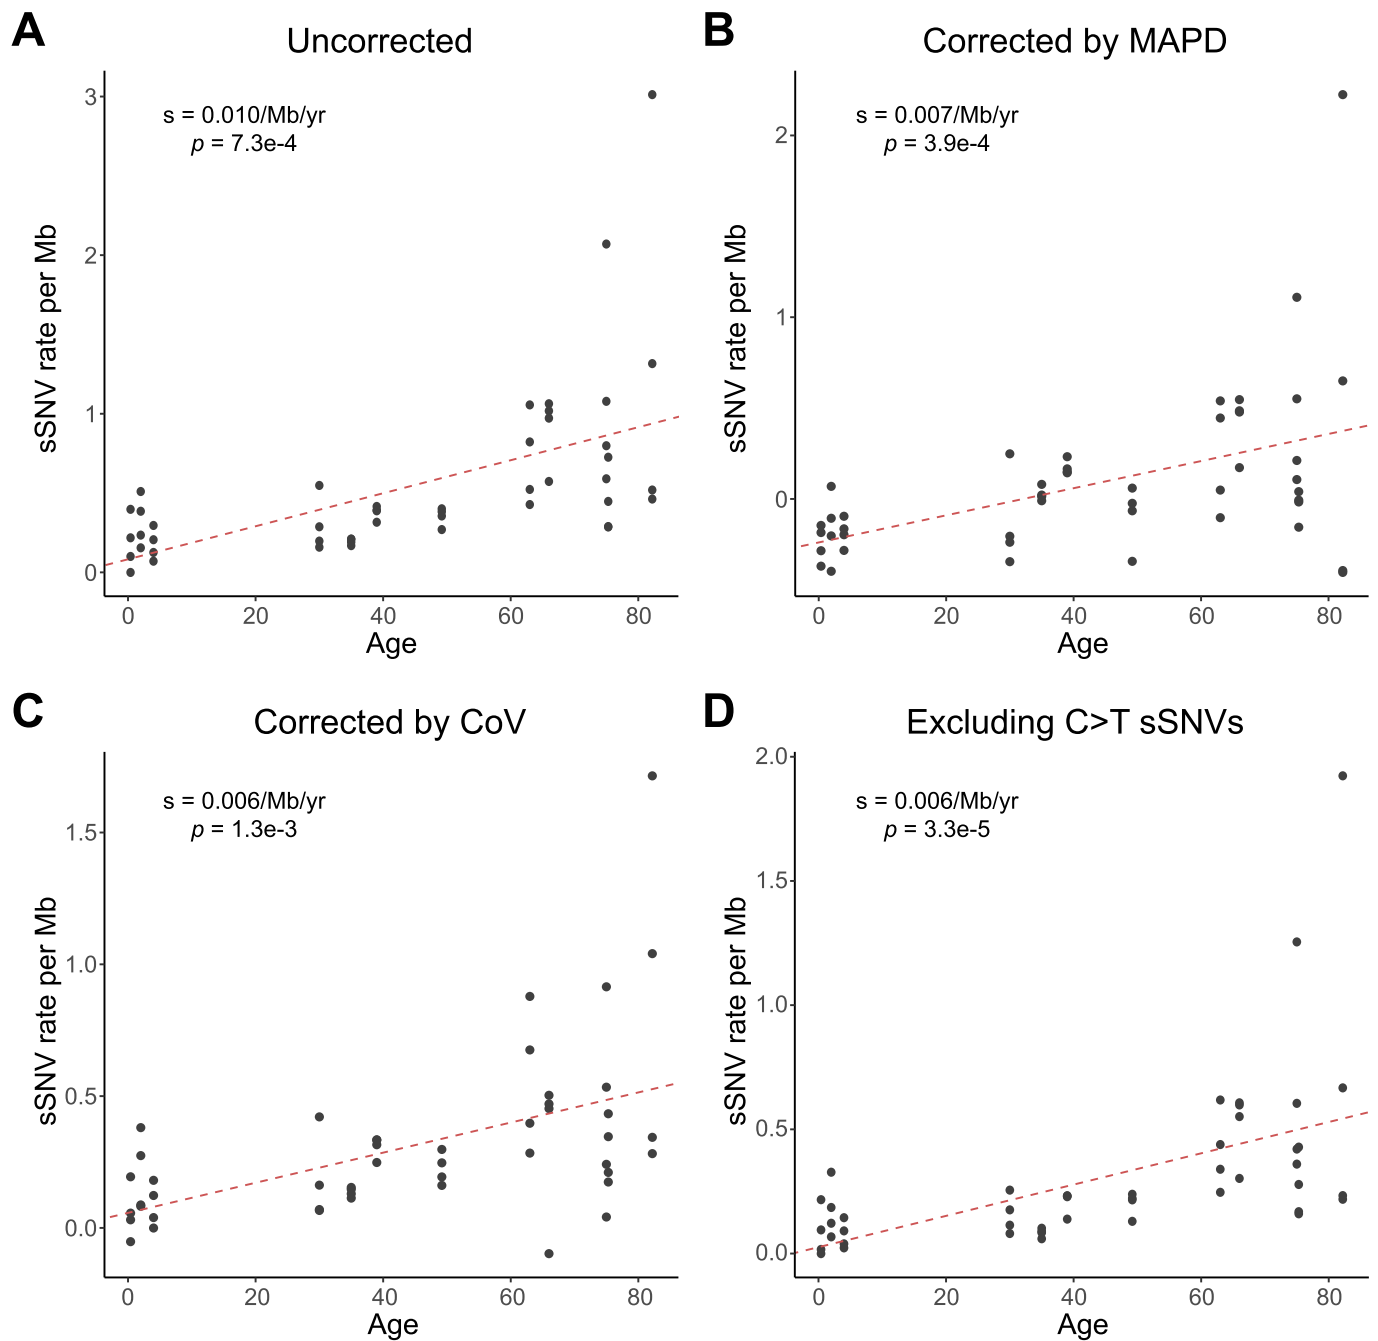 A
Uncorrected
s = 0.010/Mb/yr
p = 7.3e-4
sSNV rate per Mb
3
2
1
0
0 20 40 60 80
Age
B
Corrected by MAPD
s = 0.007/Mb/yr
p = 3.9e-4
sSNV rate per Mb
2
1
0
0 20 40 60 80
Age
C
Corrected by CoV
s = 0.006/Mb/yr
p = 1.3e-3
sSNV rate per Mb
1.5
1.0
0.5
0.0
0 20 40 60 80
Age
D
Excluding C>T sSNVs
s = 0.006/Mb/yr
p = 3.3e-5
sSNV rate per Mb
2.0
1.5
1.0
0.5
0.0
0 20 40 60 80
Age